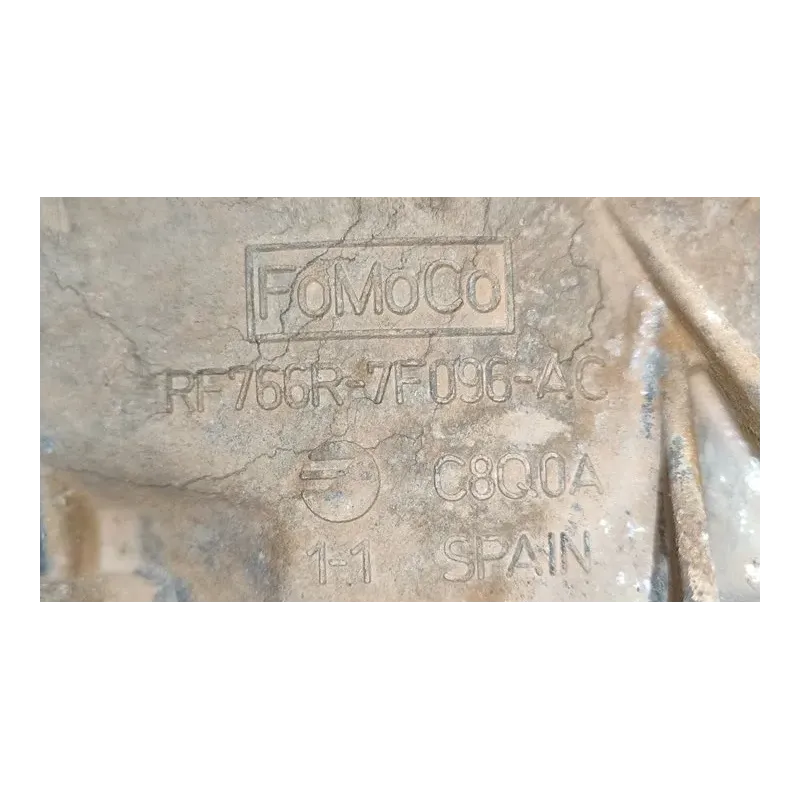 FoMoCo
RF766R-7F096-AC
C8Q0A
1-1 SPAIN